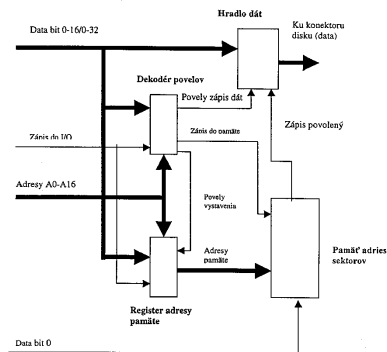 Hradlo dát
Data bit 0-16/0-32
Ku konektoru
disku (data)
Dekodér povelov
Povely zápis dát
Zápis do I/O
Zápis do pamäte
Zápis povolený
Adresy A0-A16
Povely
vystavenia
Adresy
pamäte
Pamäť adries
sektorov
Register adresy
pamäte
Data bit 0